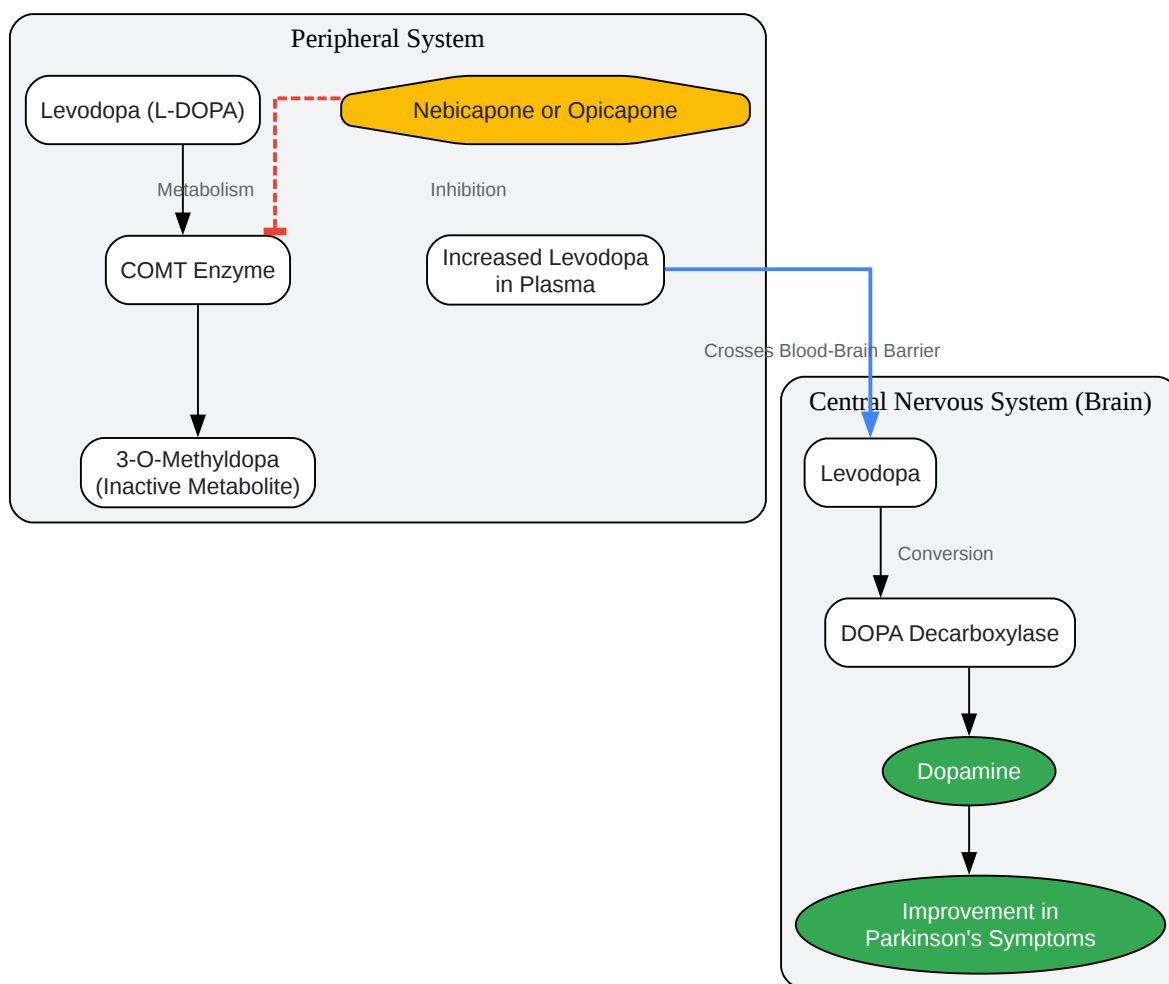 Peripheral System
Levodopa (L-DOPA)
Nebicapone or Opicapone
Metabolism
Inhibition
COMT Enzyme
Increased Levodopa
in Plasma
Crosses Blood-Brain Barrier
3-O-Methyldopa
(Inactive Metabolite)
Central Nervous System (Brain)
Levodopa
Conversion
DOPA Decarboxylase
Dopamine
Improvement in
Parkinson's Symptoms